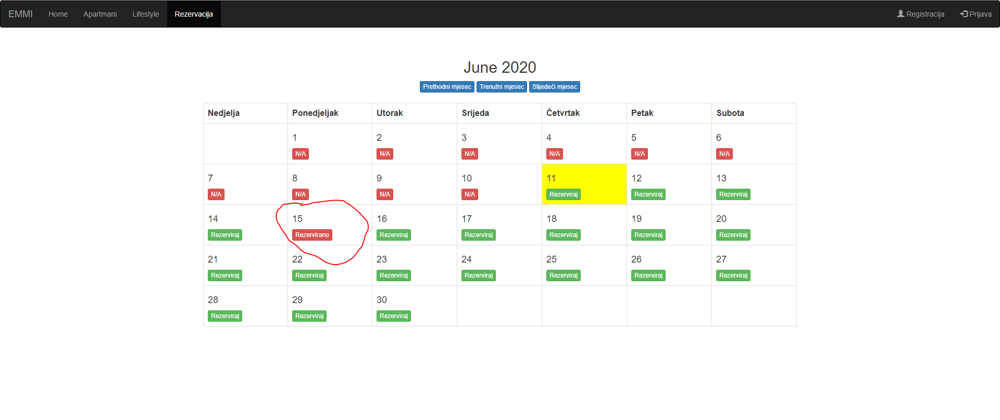 EMMI Home Apartmani Lifestyle Rezervacija Registracija Prijava
June 2020
Prethodni mjesec Trenutni mjesec Slijedeći mjesec
Nedjelja Ponedjeljak Utorak Srijeda Četvrtak Petak Subota
1 2 3 4 5 6
N/A N/A N/A N/A N/A N/A
7 8 9 10 11 12 13
N/A N/A N/A N/A Rezerviraj Rezerviraj Rezerviraj
14 15 16 17 18 19 20
Rezerviraj Rezervirano Rezerviraj Rezerviraj Rezerviraj Rezerviraj Rezerviraj
21 22 23 24 25 26 27
Rezerviraj Rezerviraj Rezerviraj Rezerviraj Rezerviraj Rezerviraj Rezerviraj
28 29 30
Rezerviraj Rezerviraj Rezerviraj